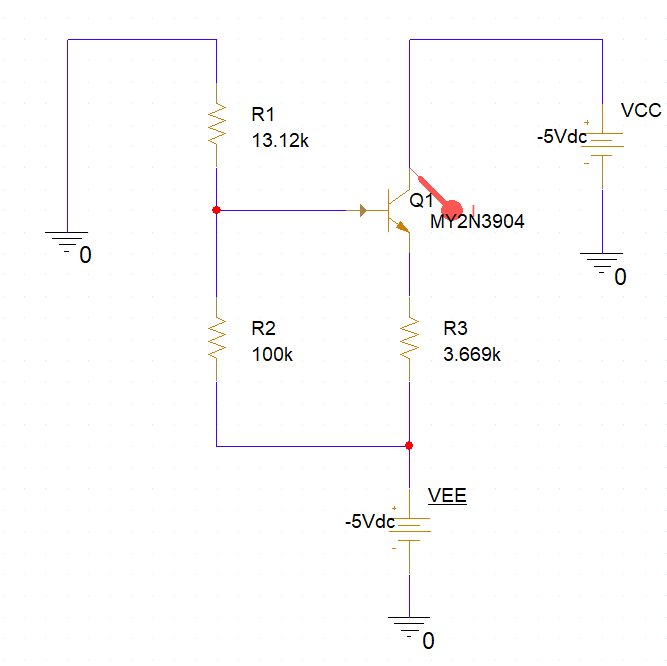 R1
13.12k
VCC
+
-5Vdc
-
Q1
I
MY2N3904
0
0
R2
100k
R3
3.669k
VEE
+
-5Vdc
-
0